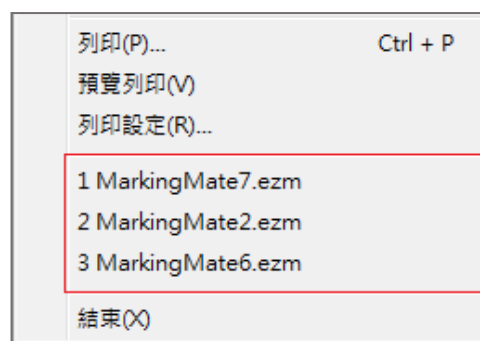 列印(P)... Ctrl + P
預覽列印(V)
列印設定(R)...
1 MarkingMate7.ezm
2 MarkingMate2.ezm
3 MarkingMate6.ezm
結束(X)